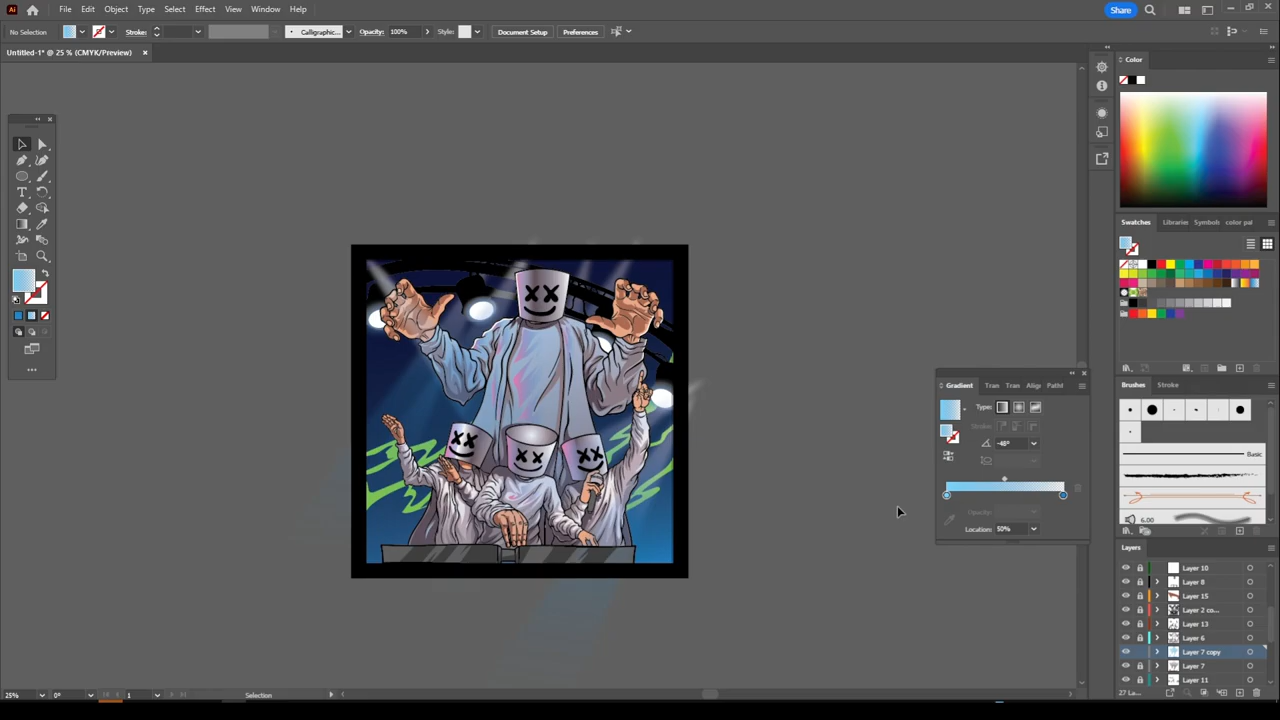 Ai File Edit Object Type Select Effect View Window Help Share
No Selection Stroke: Calligraphic... Opacity: 100% Style: Document Setup Preferences
Untitled-1* @ 25 % (CMYK/Preview)
Color
Swatches Libraries Symbols color pal
Gradient Tran Tran Align Pathf
Type:
Stroke:
-48°
Opacity:
Location: 50%
Brushes Stroke
Basic
6.00
Layers
Layer 10
Layer 8
Layer 15
Layer 2 co...
Layer 13
Layer 6
Layer 7 copy
Layer 7
Layer 11
27 La...
25% 0° 1 Selection